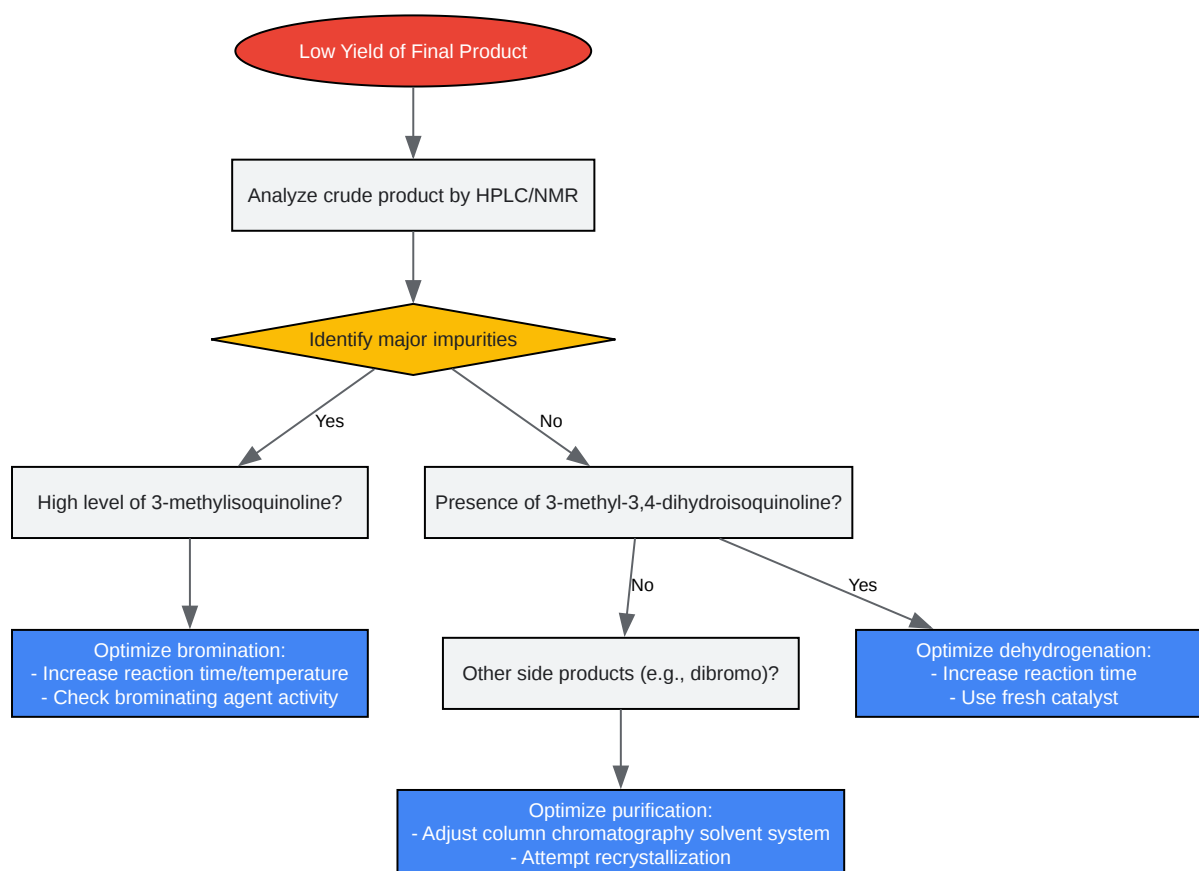 Low Yield of Final Product
Analyze crude product by HPLC/NMR
Identify major impurities
Yes
No
High level of 3-methylisoquinoline?
Presence of 3-methyl-3,4-dihydroisoquinoline?
No
Yes
Optimize bromination:
- Increase reaction time/temperature
- Check brominating agent activity
Other side products (e.g., dibromo)?
Optimize dehydrogenation:
- Increase reaction time
- Use fresh catalyst
Optimize purification:
- Adjust column chromatography solvent system
- Attempt recrystallization